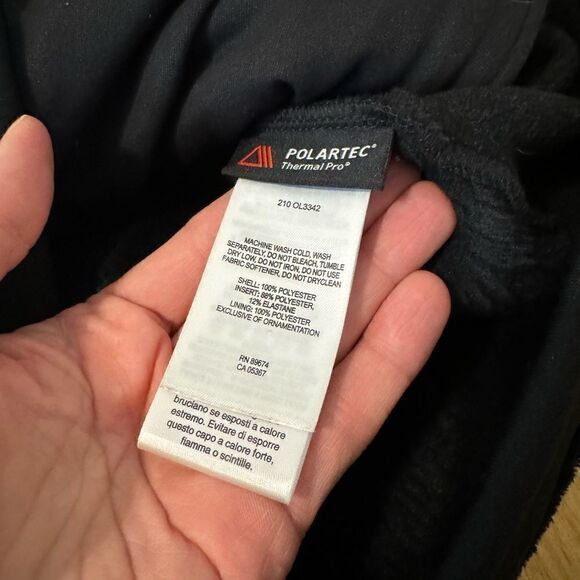 POLARTEC®
Thermal Pro®
210 OL3342
MACHINE WASH COLD, WASH
SEPARATELY, DO NOT BLEACH, TUMBLE
DRY LOW, DO NOT IRON, DO NOT USE
FABRIC SOFTENER, DO NOT DRYCLEAN
SHELL: 100% POLYESTER
INSERT: 88% POLYESTER,
12% ELASTANE
LINING: 100% POLYESTER
EXCLUSIVE OF ORNAMENTATION
RN 89674
CA 05367
bruciano se esposti a calore
estremo. Evitare di esporre
questo capo a calore forte,
fiamma o scintille.